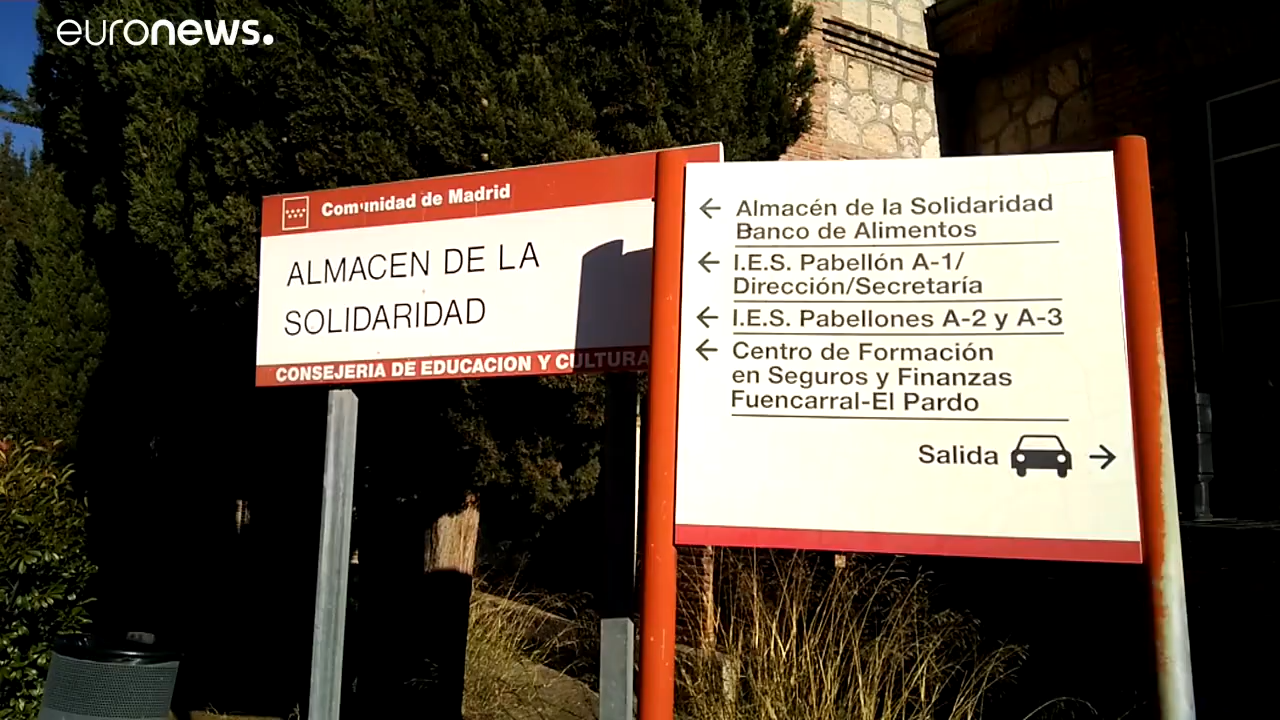 euronews.
Comunidad de Madrid
ALMACEN DE LA
SOLIDARIDAD
CONSEJERIA DE EDUCACION Y CULTURA
Almacén de la Solidaridad
Banco de Alimentos
I.E.S. Pabellón A-1/
Dirección/Secretaría
I.E.S. Pabellones A-2 y A-3
Centro de Formación
en Seguros y Finanzas
Fuencarral-El Pardo
Salida